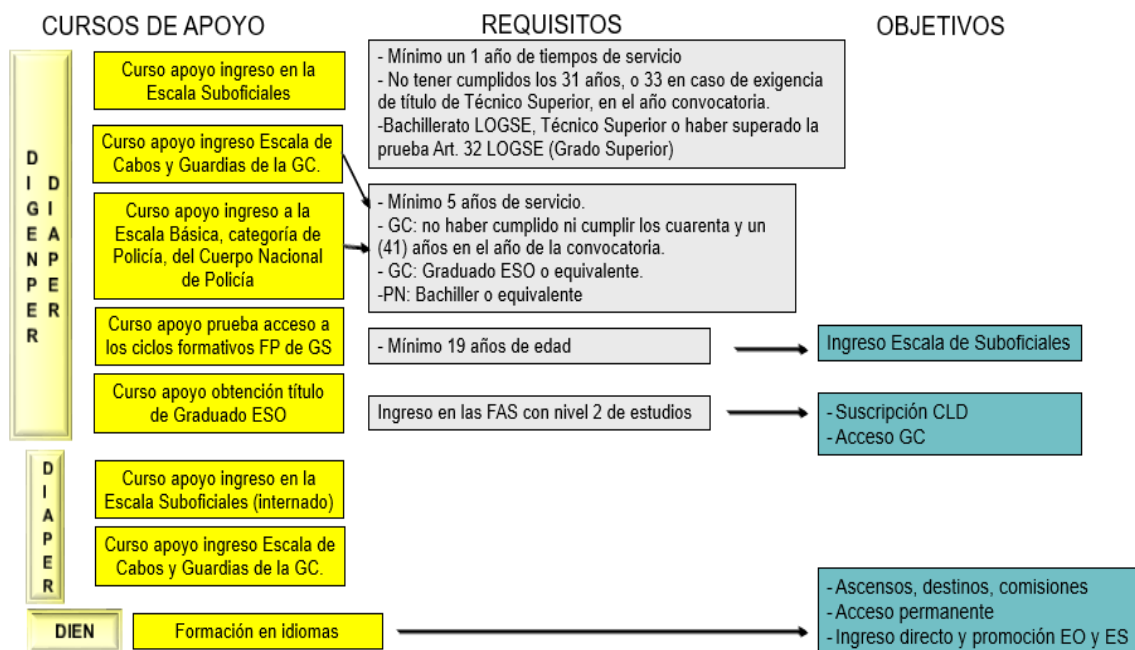 CURSOS DE APOYO
REQUISITOS
OBJETIVOS
DIGENPER
DIAPER
Curso apoyo ingreso en la
Escala Suboficiales
- Mínimo un 1 año de tiempos de servicio
- No tener cumplidos los 31 años, o 33 en caso de exigencia
de título de Técnico Superior, en el año convocatoria.
-Bachillerato LOGSE, Técnico Superior o haber superado la
prueba Art. 32 LOGSE (Grado Superior)
Curso apoyo ingreso Escala de
Cabos y Guardias de la GC.
Curso apoyo ingreso a la
Escala Básica, categoría de
Policía, del Cuerpo Nacional
de Policía
- Mínimo 5 años de servicio.
- GC: no haber cumplido ni cumplir los cuarenta y un
(41) años en el año de la convocatoria.
- GC: Graduado ESO o equivalente.
-PN: Bachiller o equivalente
Curso apoyo prueba acceso a
los ciclos formativos FP de GS
- Mínimo 19 años de edad
Ingreso Escala de Suboficiales
Curso apoyo obtención título
de Graduado ESO
Ingreso en las FAS con nivel 2 de estudios
- Suscripción CLD
- Acceso GC
DIAPER
Curso apoyo ingreso en la
Escala Suboficiales (internado)
Curso apoyo ingreso Escala de
Cabos y Guardias de la GC.
DIEN
Formación en idiomas
- Ascensos, destinos, comisiones
- Acceso permanente
- Ingreso directo y promoción EO y ES